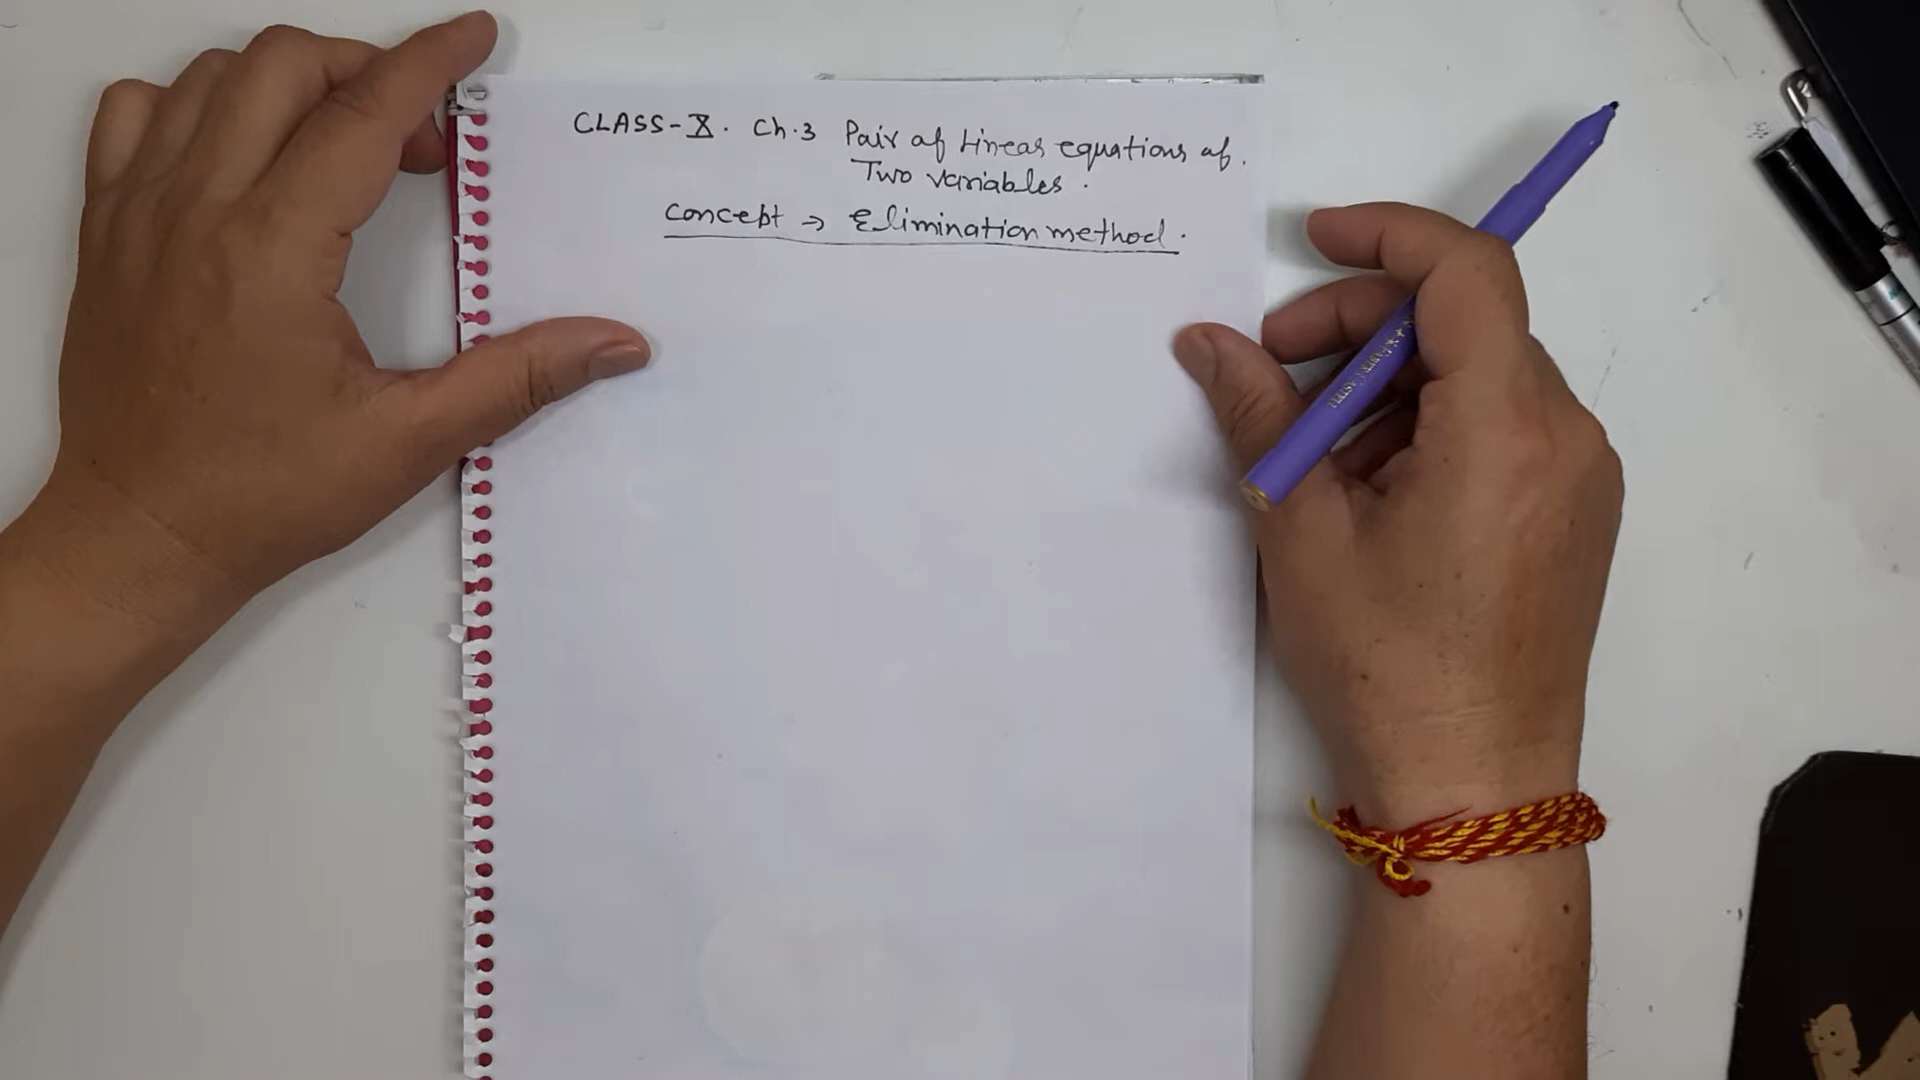 CLASS-X. Ch.3 Pair of Linear equations of.
Two variables.
Concept → Elimination method.